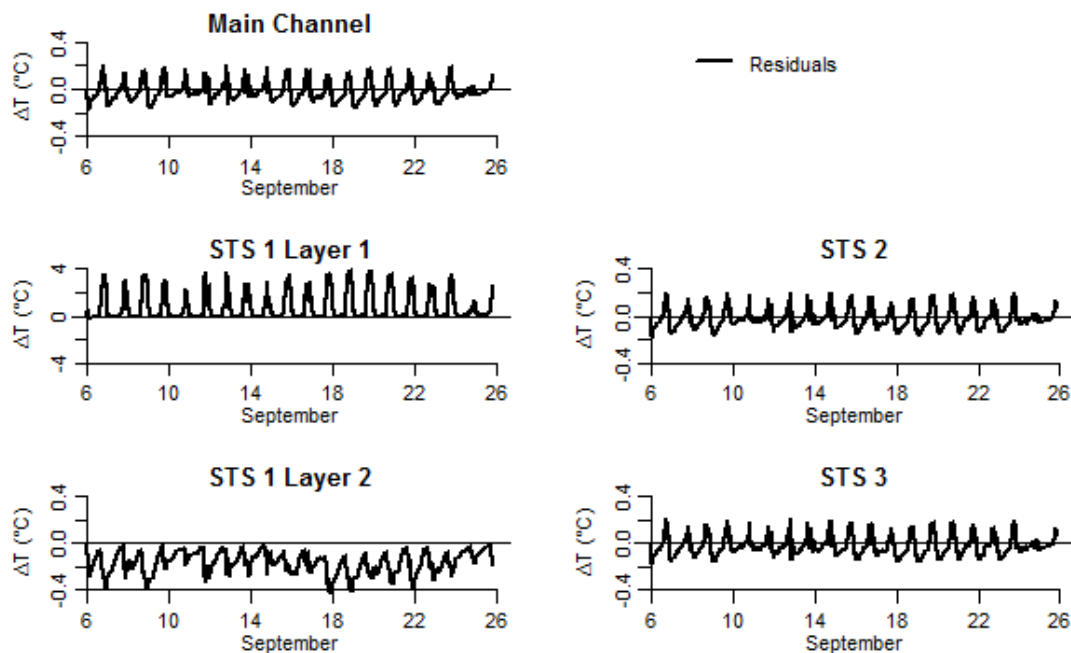 Main Channel
ΔT (°C)
0.4
0.0
-0.4
6 10 14 18 22 26
September
Residuals
STS 1 Layer 1
ΔT (°C)
4
0
-4
6 10 14 18 22 26
September
STS 2
ΔT (°C)
0.4
0.0
-0.4
6 10 14 18 22 26
September
STS 1 Layer 2
ΔT (°C)
0.4
0.0
-0.4
6 10 14 18 22 26
September
STS 3
ΔT (°C)
0.4
0.0
-0.4
6 10 14 18 22 26
September